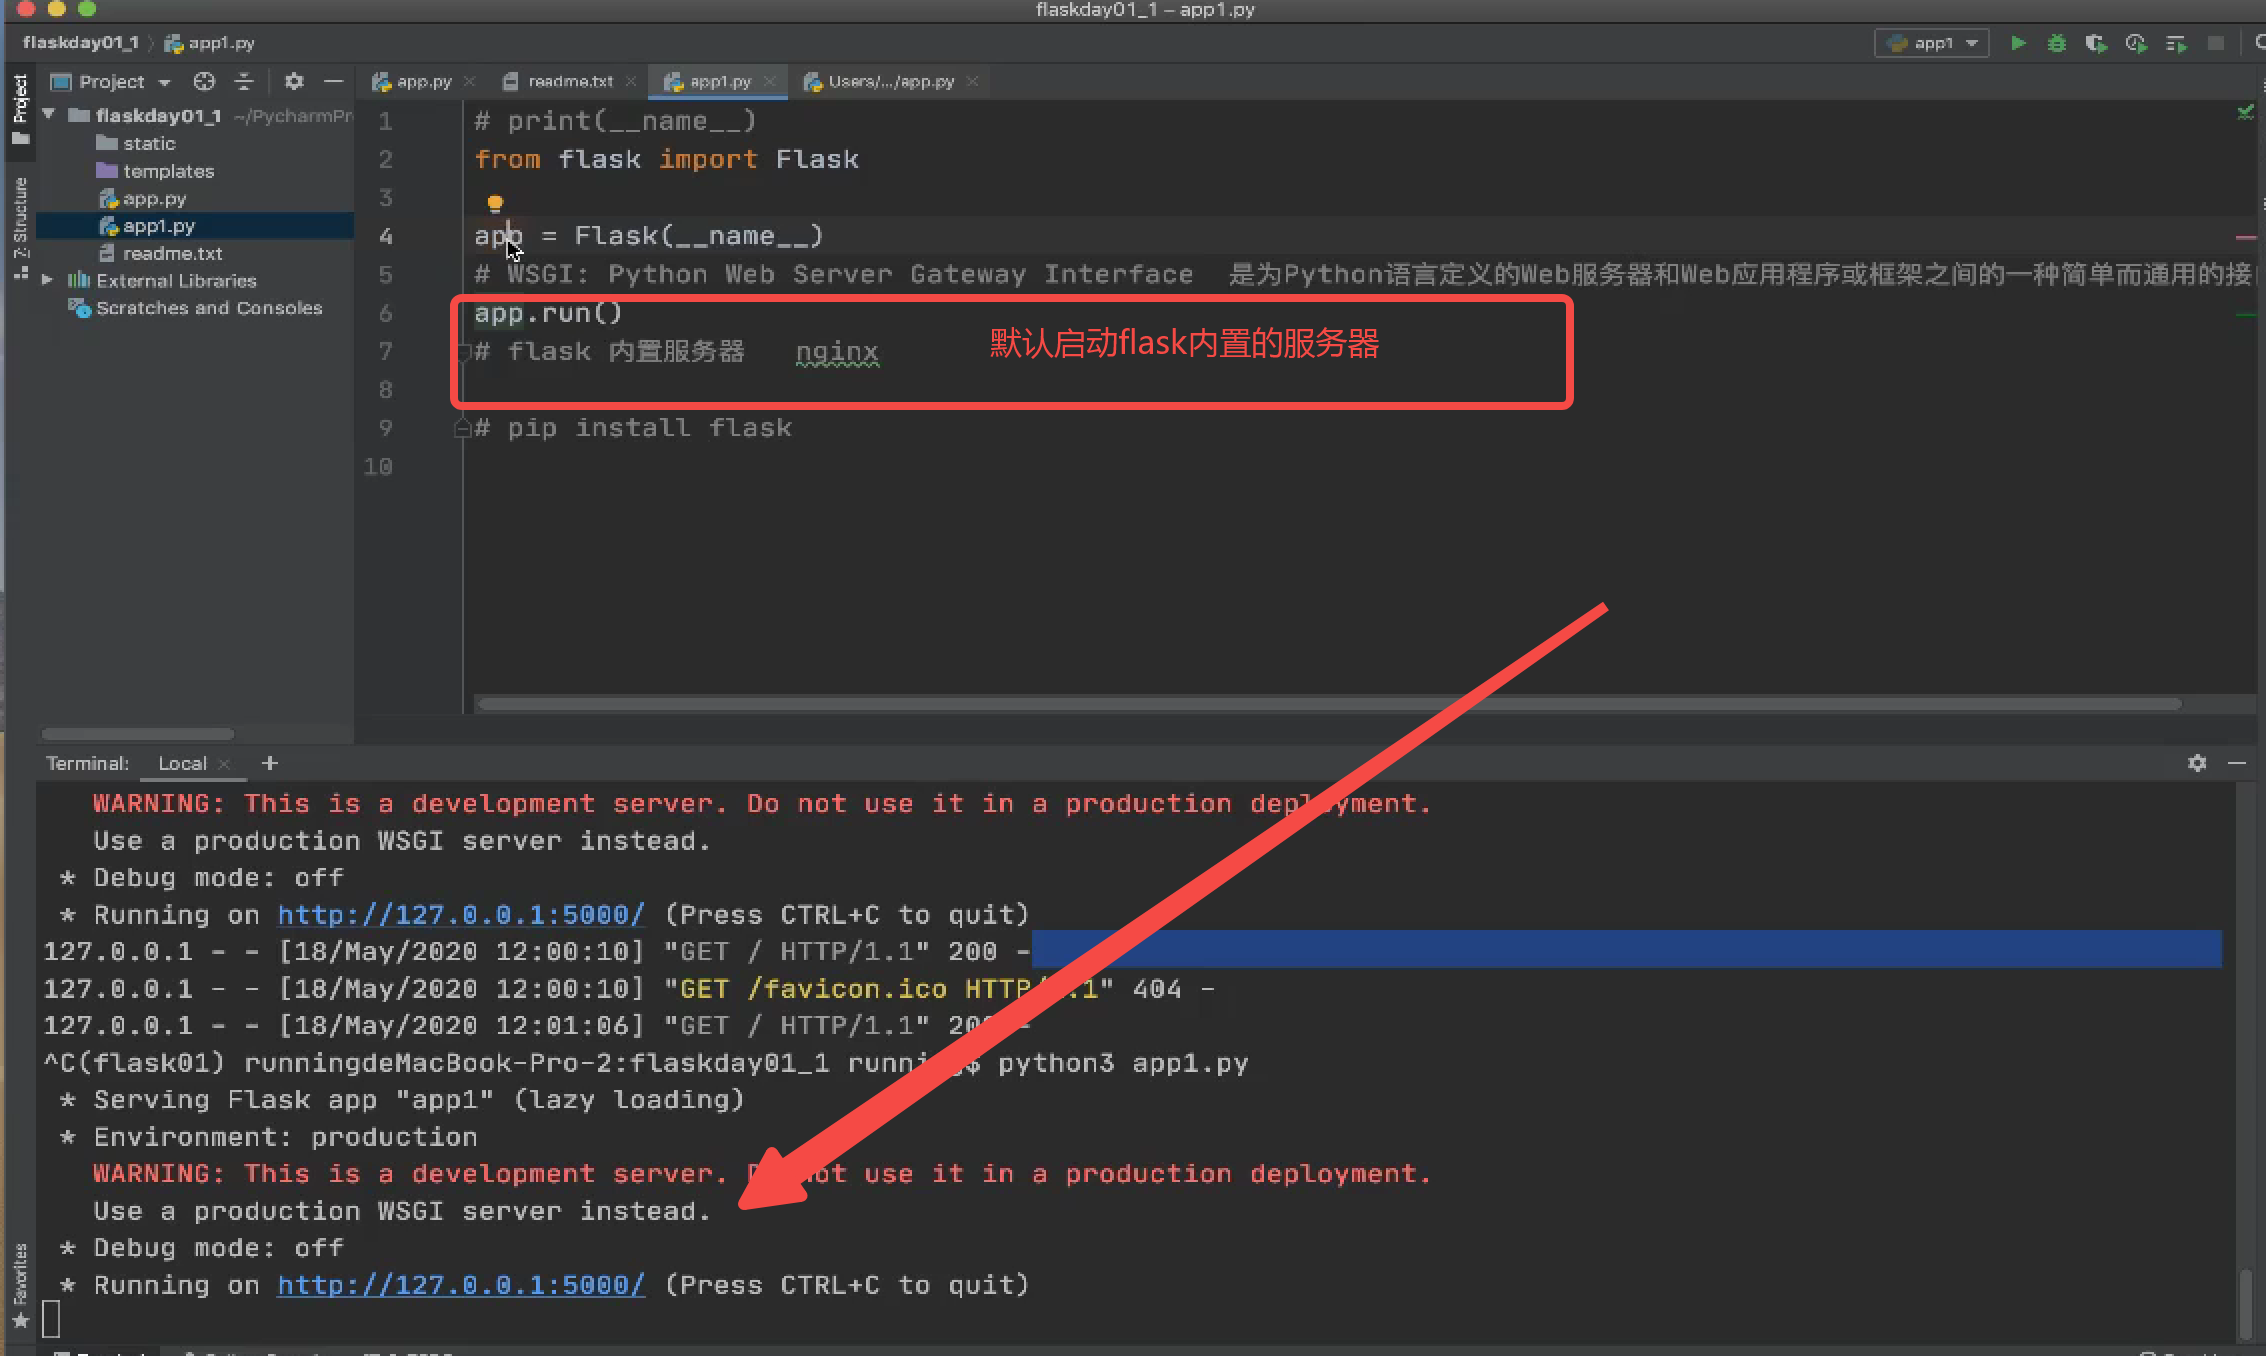 flaskday01_1 – app1.py
flaskday01_1 app1.py
app1
Project
app.py
readme.txt
app1.py
Users/.../app.py
Project
flaskday01_1 ~/PycharmPr
static
templates
app.py
app1.py
readme.txt
External Libraries
Scratches and Consoles
7: Structure
1 # print(__name__)
2 from flask import Flask
3
4 app = Flask(__name__)
5 # WSGI: Python Web Server Gateway Interface 是为Python语言定义的Web服务器和Web应用程序或框架之间的一种简单而通用的接
6 app.run()
7 # flask 内置服务器 nginx
默认启动flask内置的服务器
8
9 # pip install flask
10
Terminal: Local +
WARNING: This is a development server. Do not use it in a production deployment.
Use a production WSGI server instead.
* Debug mode: off
* Running on http://127.0.0.1:5000/ (Press CTRL+C to quit)
127.0.0.1 - - [18/May/2020 12:00:10] "GET / HTTP/1.1" 200 -
127.0.0.1 - - [18/May/2020 12:00:10] "GET /favicon.ico HTTP/1.1" 404 -
127.0.0.1 - - [18/May/2020 12:01:06] "GET / HTTP/1.1" 200 -
^C(flask01) runningdeMacBook-Pro-2:flaskday01_1 running$ python3 app1.py
* Serving Flask app "app1" (lazy loading)
* Environment: production
WARNING: This is a development server. Do not use it in a production deployment.
Use a production WSGI server instead.
* Debug mode: off
* Running on http://127.0.0.1:5000/ (Press CTRL+C to quit)
Favorites